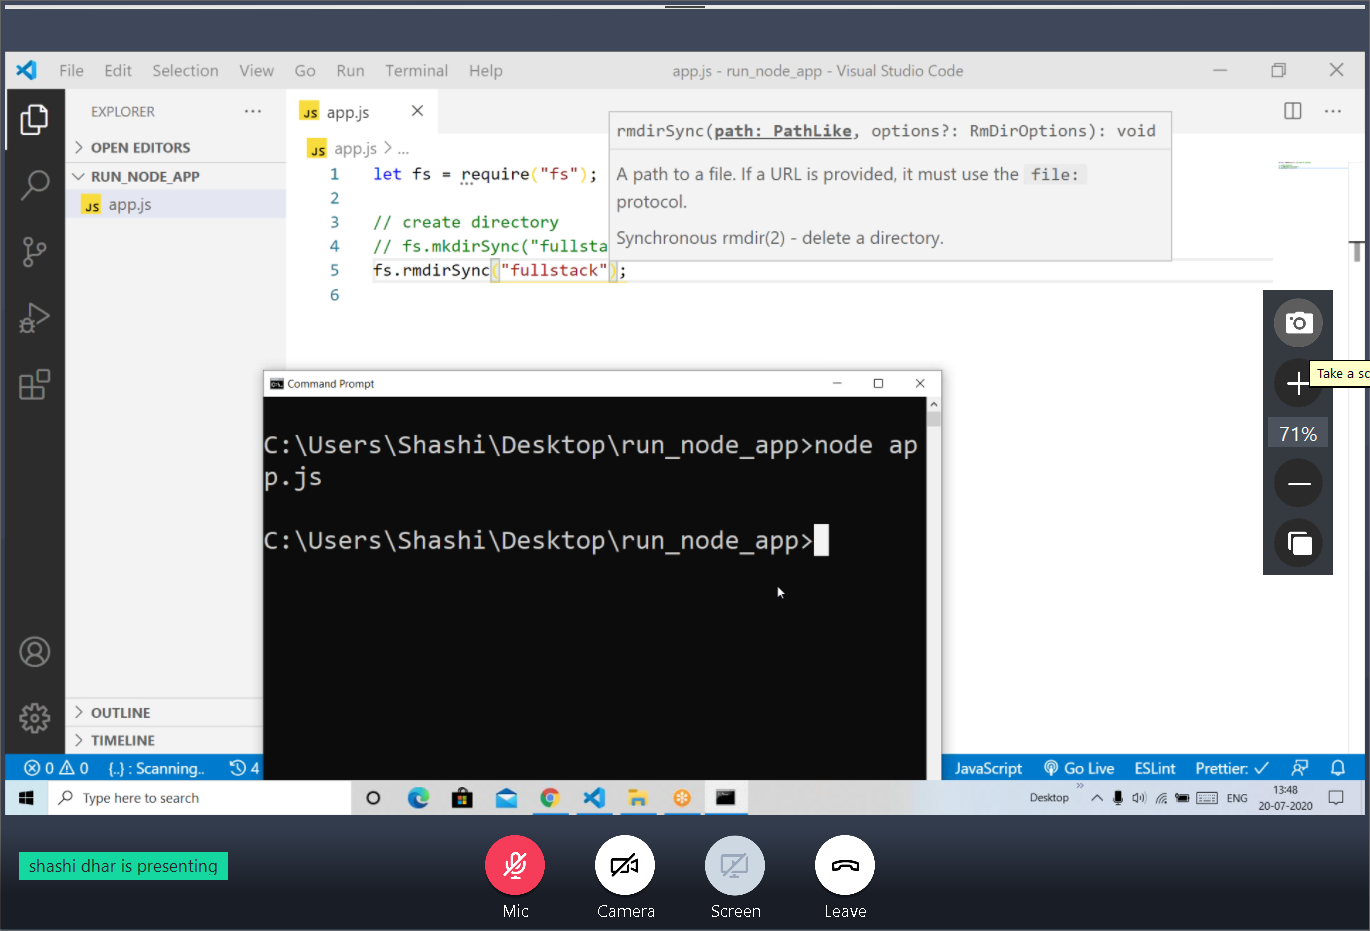 File Edit Selection View Go Run Terminal Help
app.js - run_node_app - Visual Studio Code
EXPLORER
OPEN EDITORS
RUN_NODE_APP
JS app.js
JS app.js
JS app.js > ...
1 let fs = require("fs");
2
3 // create directory
4 // fs.mkdirSync("fullsta
5 fs.rmdirSync("fullstack");
6
rmdirSync(path: PathLike, options?: RmDirOptions): void
A path to a file. If a URL is provided, it must use the file:
protocol.
Synchronous rmdir(2) - delete a directory.
Take a sc
71%
Command Prompt
C:\Users\Shashi\Desktop\run_node_app>node ap
p.js
C:\Users\Shashi\Desktop\run_node_app>
OUTLINE
TIMELINE
0 0 {..} : Scanning.. 4
JavaScript Go Live ESLint Prettier: ✓
Type here to search
Desktop
ENG
13:48
20-07-2020
shashi dhar is presenting
Mic Camera Screen Leave